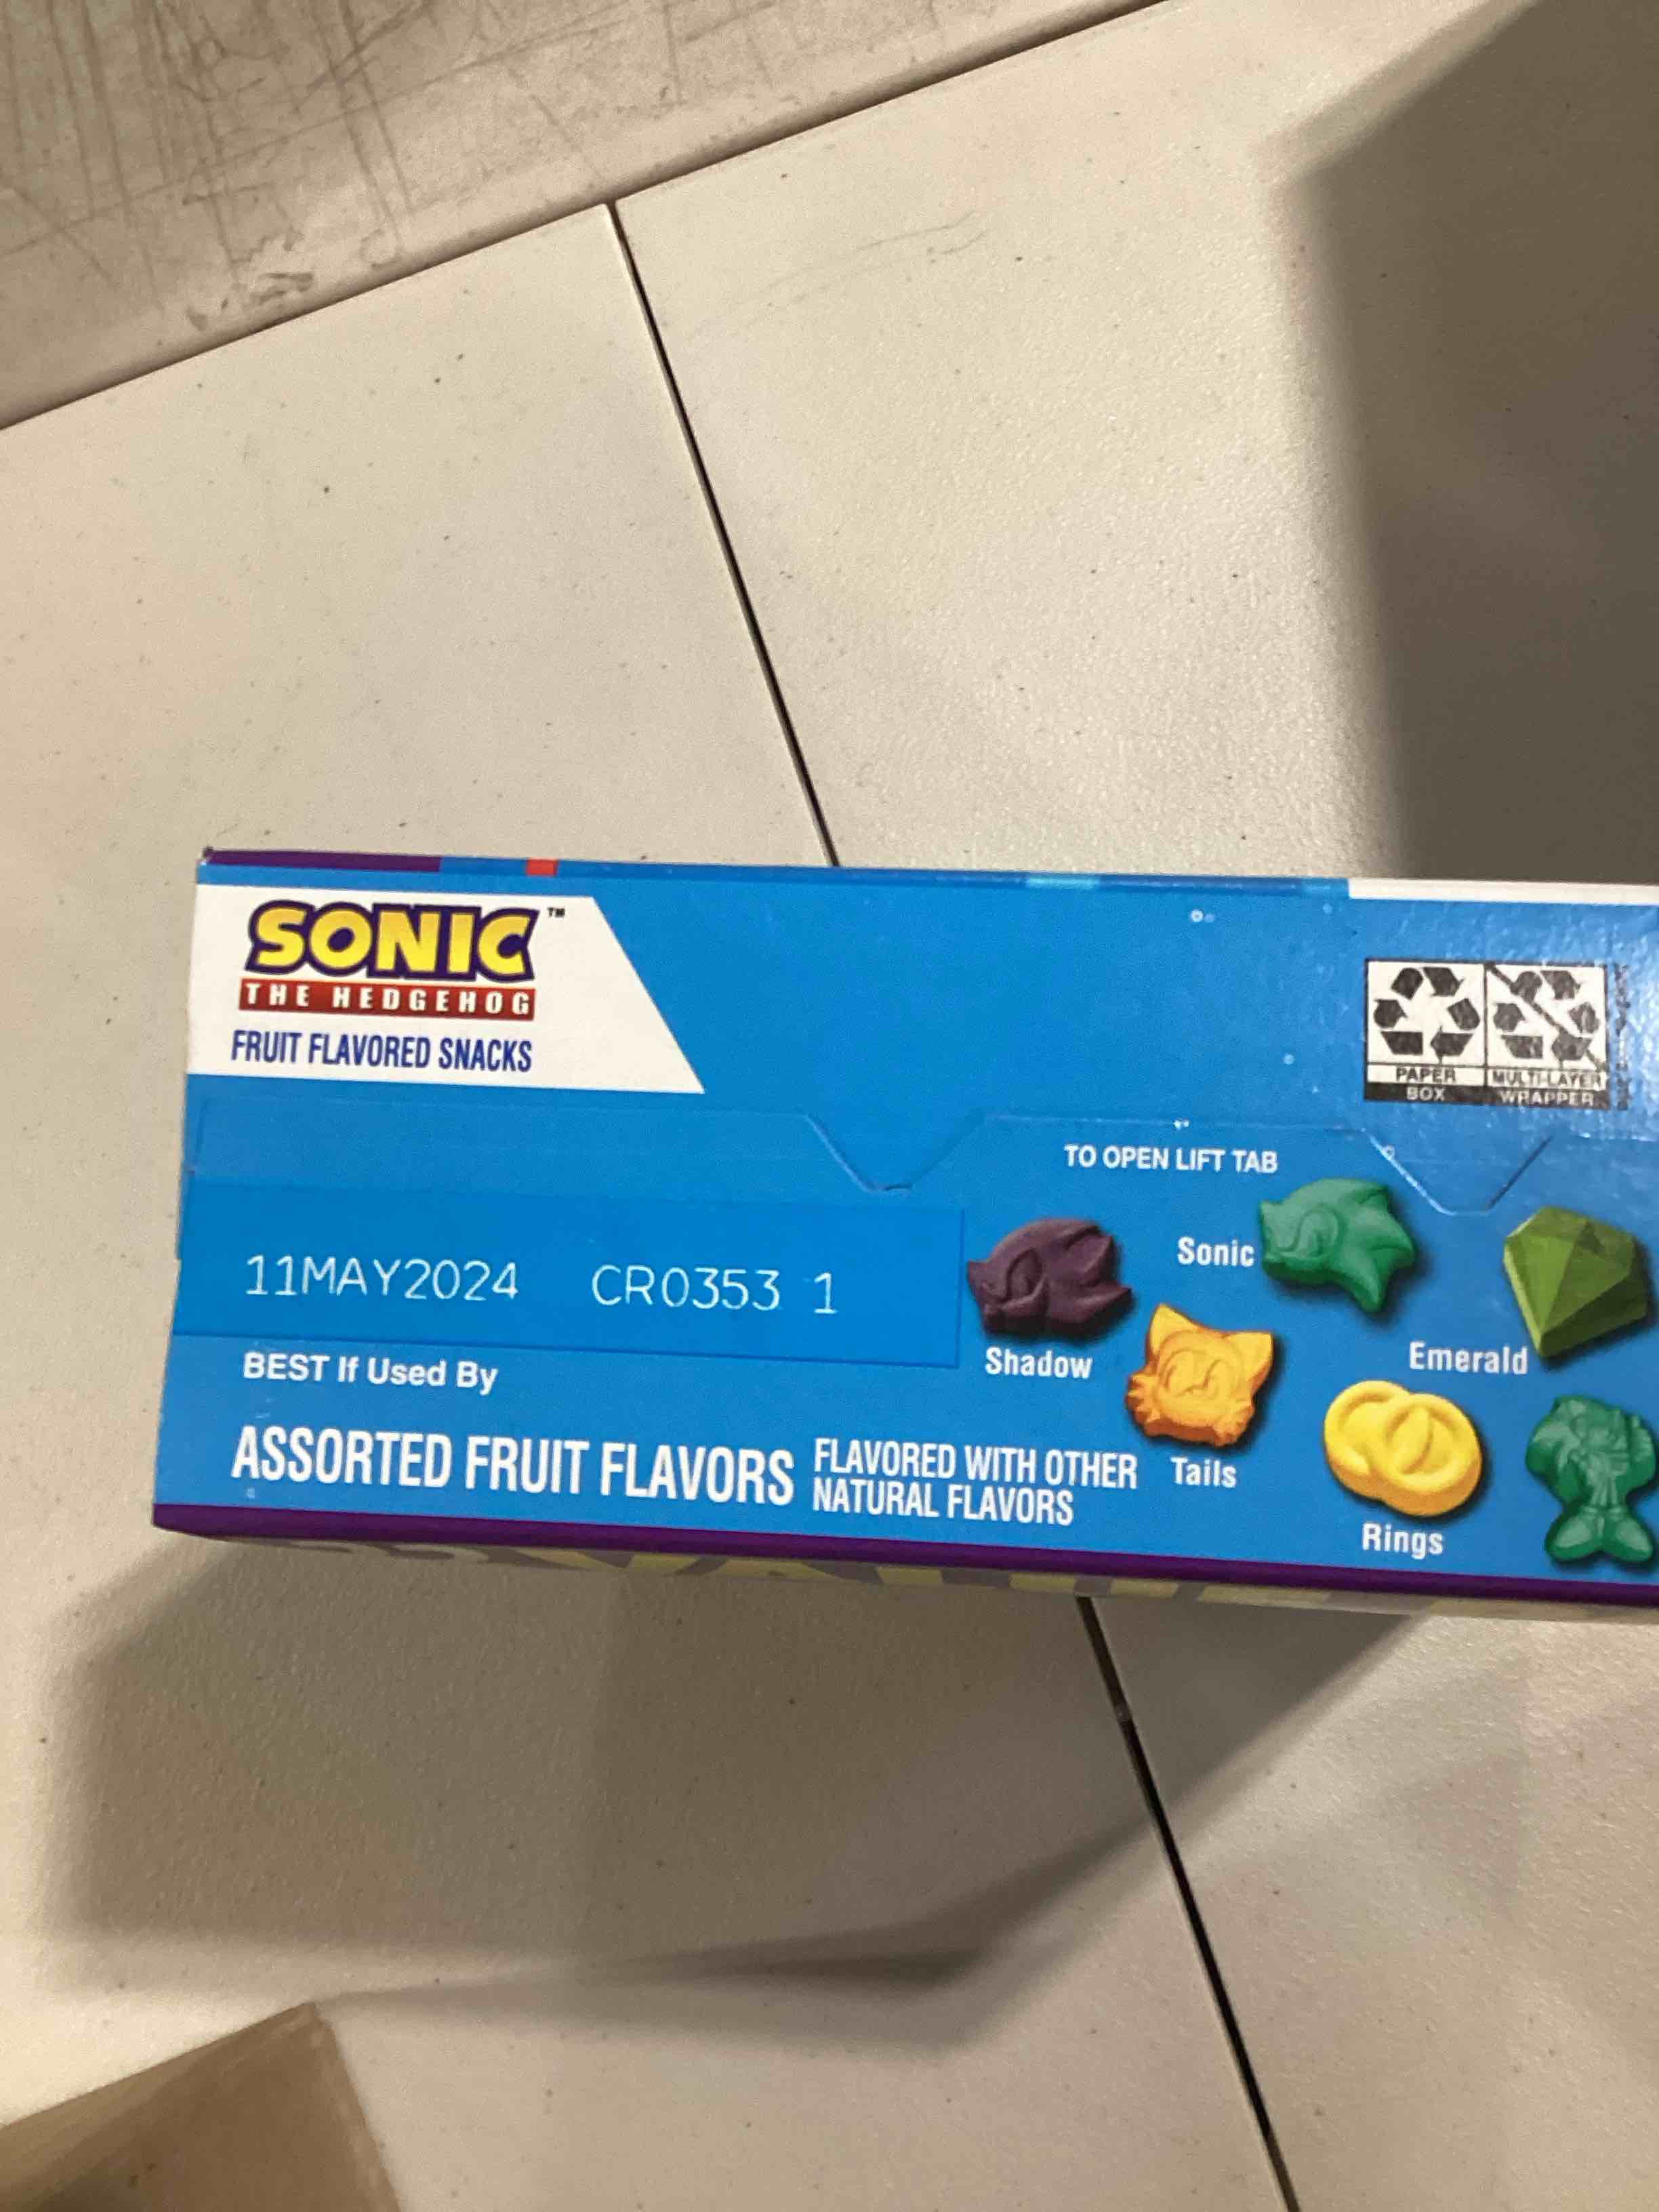 SONIC™
THE HEDGEHOG
FRUIT FLAVORED SNACKS
PAPER
BOX
MULTI-LAYER
WRAPPER
TO OPEN LIFT TAB
Sonic
11MAY2024 CR0353 1
Shadow
Emerald
BEST If Used By
ASSORTED FRUIT FLAVORS
FLAVORED WITH OTHER
NATURAL FLAVORS
Tails
Rings